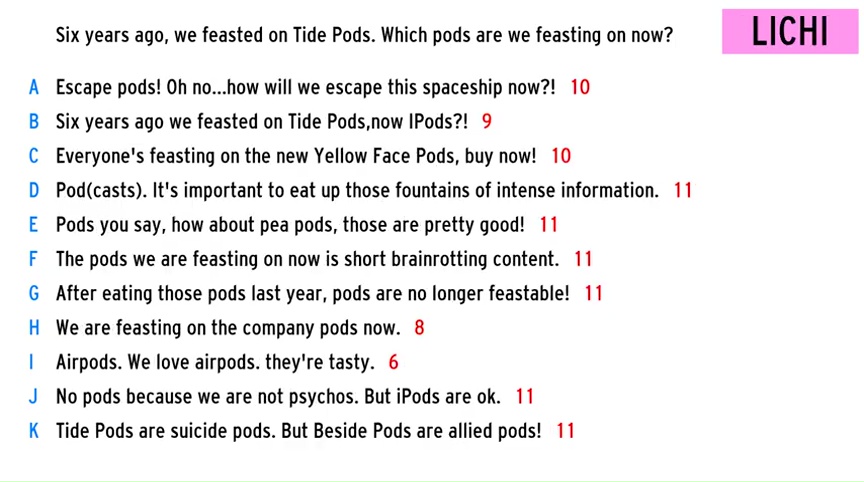 Six years ago, we feasted on Tide Pods. Which pods are we feasting on now?
LICHI
A Escape pods! Oh no...how will we escape this spaceship now?! 10
B Six years ago we feasted on Tide Pods,now IPods?! 9
C Everyone's feasting on the new Yellow Face Pods, buy now! 10
D Pod(casts). It's important to eat up those fountains of intense information. 11
E Pods you say, how about pea pods, those are pretty good! 11
F The pods we are feasting on now is short brainrotting content. 11
G After eating those pods last year, pods are no longer feastable! 11
H We are feasting on the company pods now. 8
I Airpods. We love airpods. they're tasty. 6
J No pods because we are not psychos. But iPods are ok. 11
K Tide Pods are suicide pods. But Beside Pods are allied pods! 11